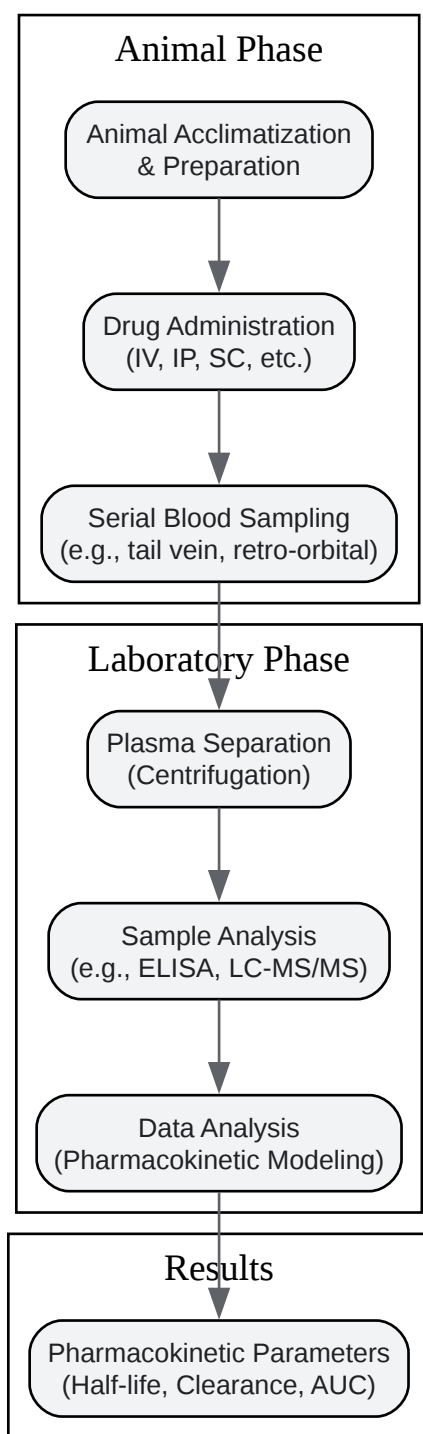 Animal Phase
Animal Acclimatization
& Preparation
Drug Administration
(IV, IP, SC, etc.)
Serial Blood Sampling
(e.g., tail vein, retro-orbital)
Laboratory Phase
Plasma Separation
(Centrifugation)
Sample Analysis
(e.g., ELISA, LC-MS/MS)
Data Analysis
(Pharmacokinetic Modeling)
Results
Pharmacokinetic Parameters
(Half-life, Clearance, AUC)